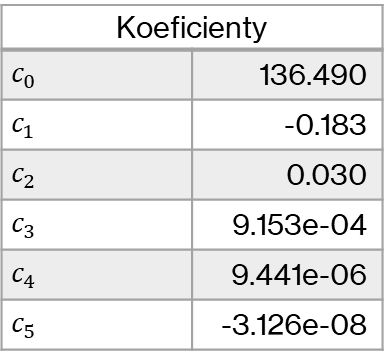 Koeficienty
c₀ 136.490
c₁ -0.183
c₂ 0.030
c₃ 9.153e-04
c₄ 9.441e-06
c₅ -3.126e-08